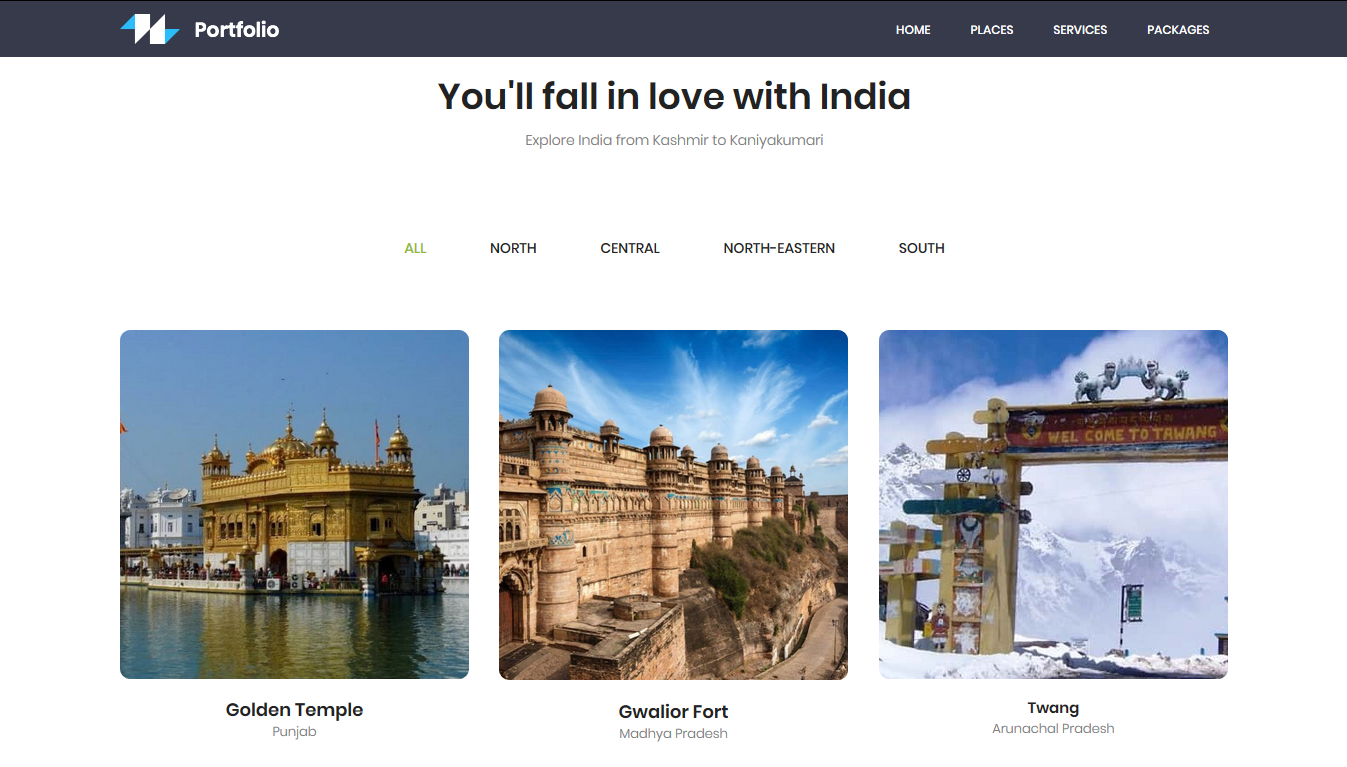 Portfolio
HOME PLACES SERVICES PACKAGES
You'll fall in love with India
Explore India from Kashmir to Kaniyakumari
ALL NORTH CENTRAL NORTH-EASTERN SOUTH
WEL COME TO TAWANG
Golden Temple
Punjab
Gwalior Fort
Madhya Pradesh
Twang
Arunachal Pradesh